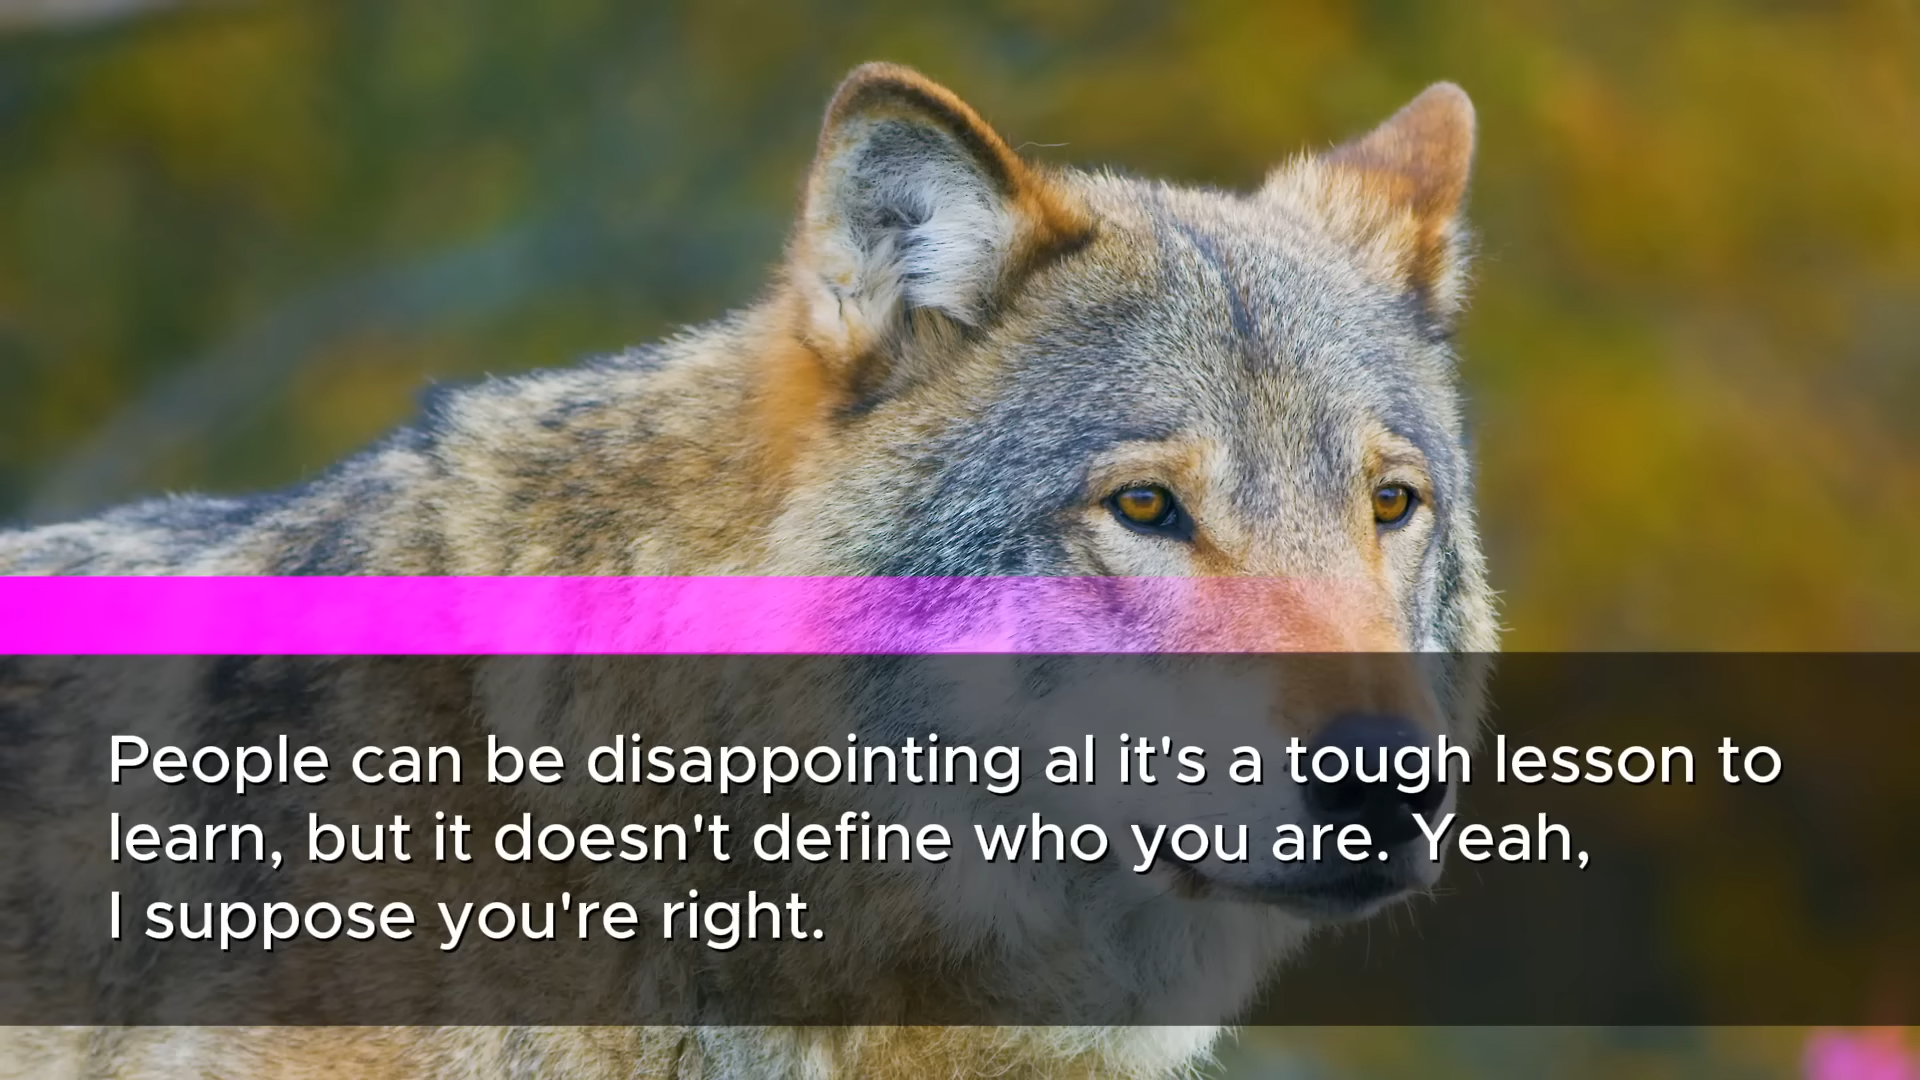 People can be disappointing al it's a tough lesson to
learn, but it doesn't define who you are. Yeah,
I suppose you're right.